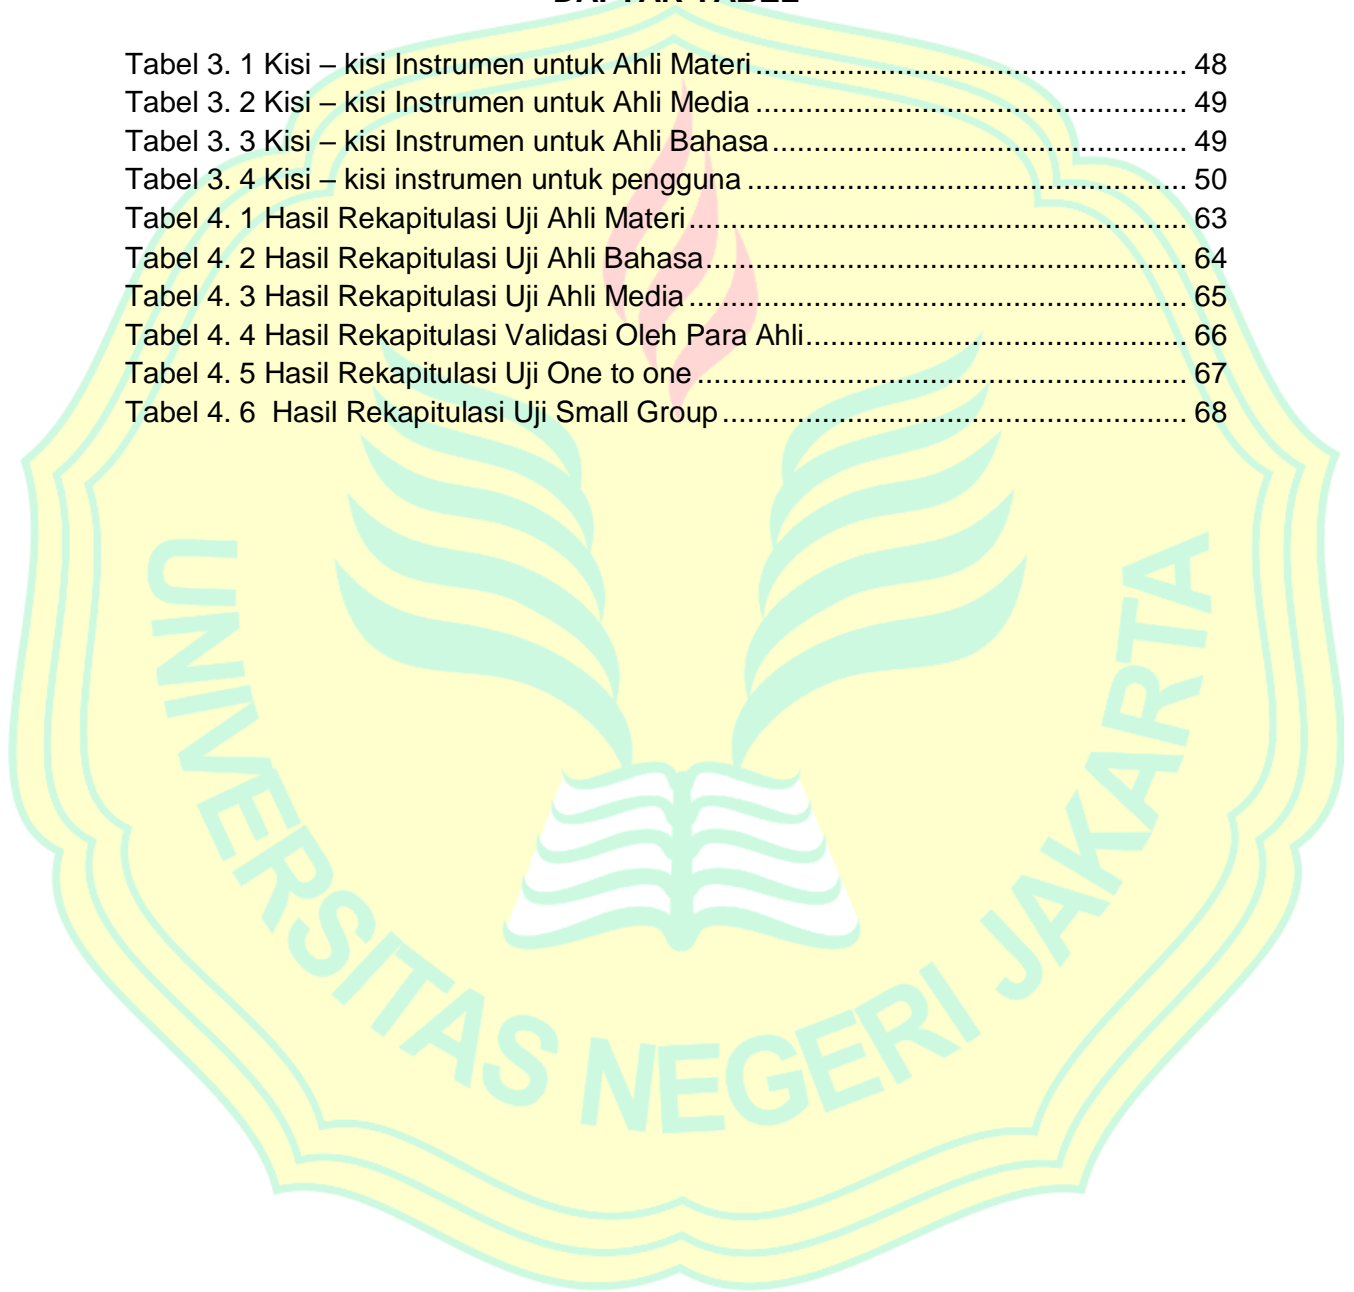 DAFTAR TABEL
Tabel 3. 1 Kisi – kisi Instrumen untuk Ahli Materi.................................................... 48
Tabel 3. 2 Kisi – kisi Instrumen untuk Ahli Media .................................................... 49
Tabel 3. 3 Kisi – kisi Instrumen untuk Ahli Bahasa.................................................. 49
Tabel 3. 4 Kisi – kisi instrumen untuk pengguna ..................................................... 50
Tabel 4. 1 Hasil Rekapitulasi Uji Ahli Materi............................................................ 63
Tabel 4. 2 Hasil Rekapitulasi Uji Ahli Bahasa.......................................................... 64
Tabel 4. 3 Hasil Rekapitulasi Uji Ahli Media ............................................................ 65
Tabel 4. 4 Hasil Rekapitulasi Validasi Oleh Para Ahli.............................................. 66
Tabel 4. 5 Hasil Rekapitulasi Uji One to one ........................................................... 67
Tabel 4. 6  Hasil Rekapitulasi Uji Small Group ........................................................ 68
UNIVERSITAS NEGERI JAKARTA